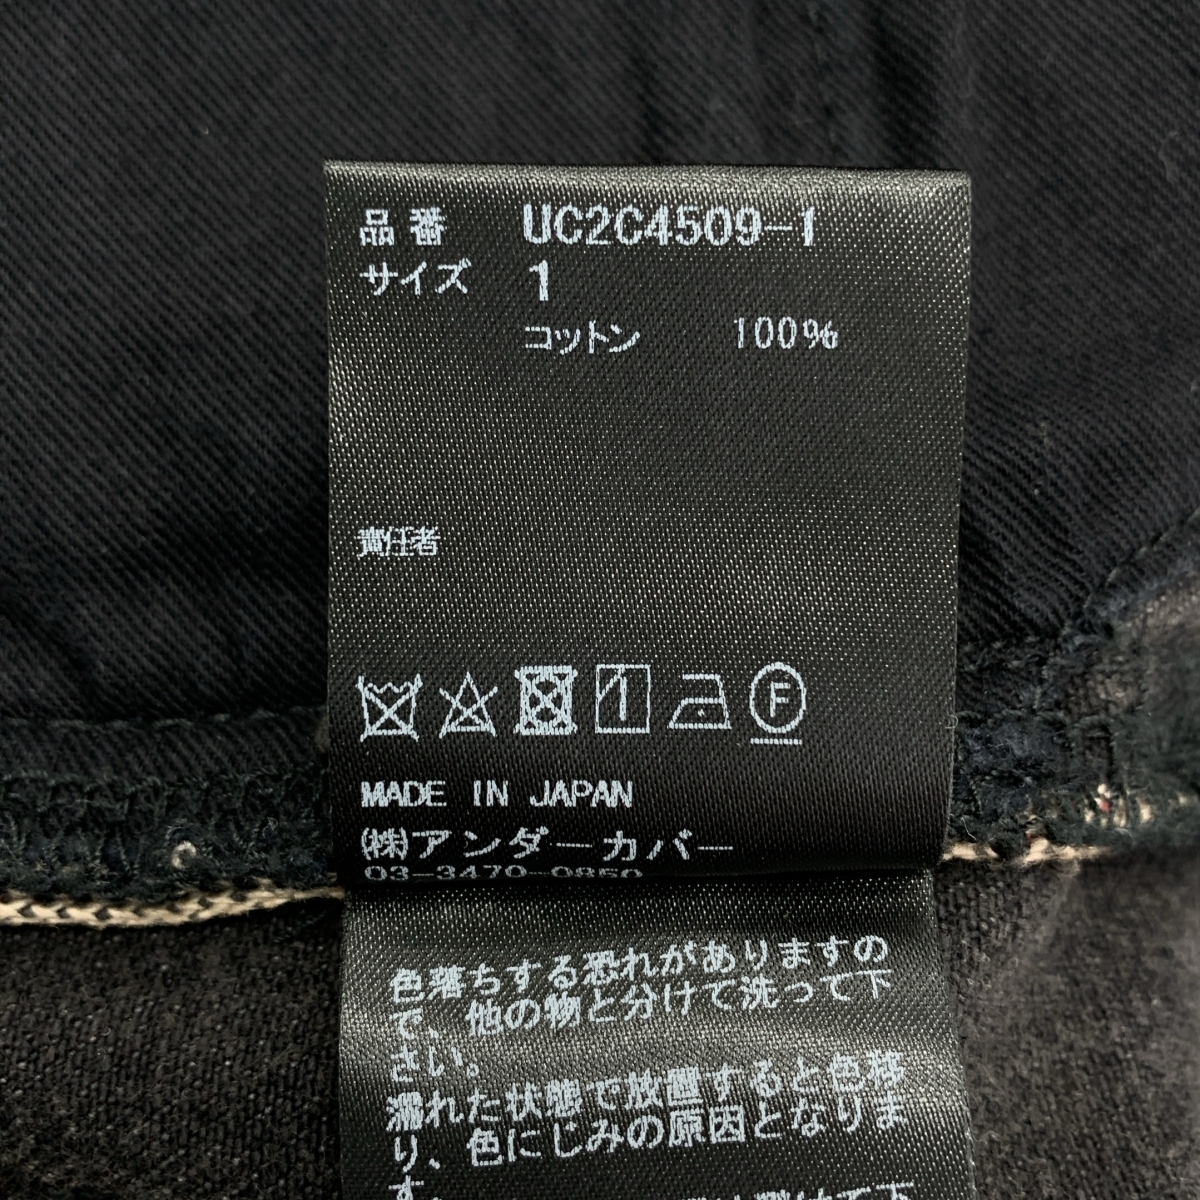 品番 UC2C4509-1
サイズ 1
コットン 100%
責任者
1 F
MADE IN JAPAN
(株)アンダーカバー
03-3470-0850
色落ちする恐れがありますの
で、他の物と分けて洗って下
さい。
濡れた状態で放置すると色移
り、色にじみの原因となりま
す。